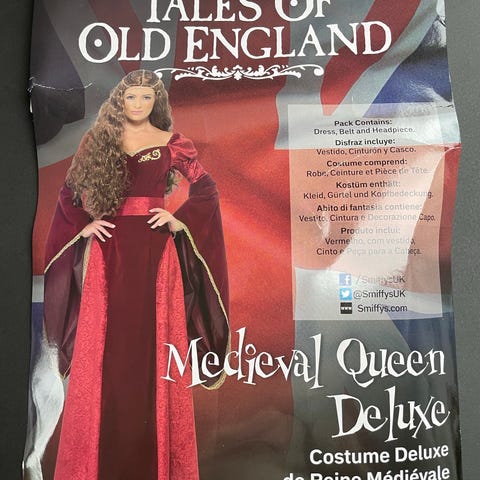 TALES OF
OLD ENGLAND
Pack Contains:
Dress, Belt and Headpiece.
Disfraz incluye:
Vestido, Cinturón y Casco.
Costume comprend:
Robe, Ceinture et Pièce de Tête.
Kostüm enthält:
Kleid, Gürtel und Kopfbedeckung.
Abito di fantasia contiene:
Vestito, Cintura e Decorazione Capo.
Produto inclui:
Vermelho, com vestido,
Cinto e Peça para a Cabeça.
f /SmiffysUK
@SmiffysUK
www Smiffys.com
Medieval Queen
Deluxe
Costume Deluxe
de Reine Médiévale